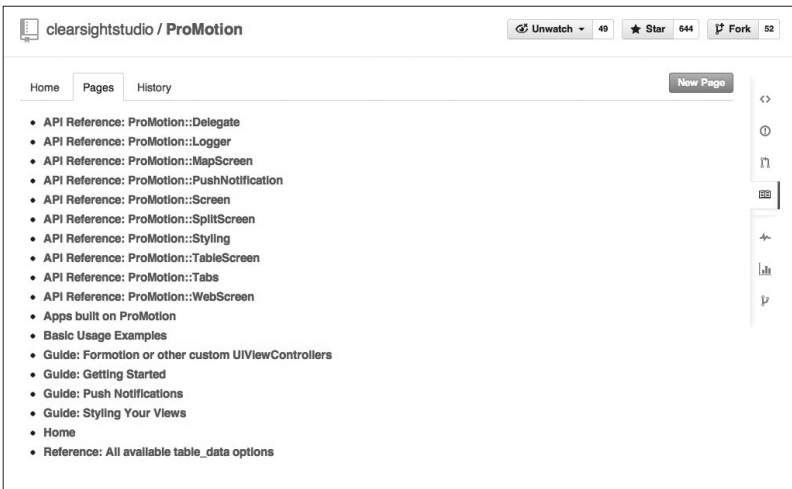 clearsightstudio / ProMotion
Unwatch 49 Star 644 Fork 52
Home Pages History New Page
API Reference: ProMotion::Delegate
API Reference: ProMotion::Logger
API Reference: ProMotion::MapScreen
API Reference: ProMotion::PushNotification
API Reference: ProMotion::Screen
API Reference: ProMotion::SplitScreen
API Reference: ProMotion::Styling
API Reference: ProMotion::TableScreen
API Reference: ProMotion::Tabs
API Reference: ProMotion::WebScreen
Apps built on ProMotion
Basic Usage Examples
Guide: Formotion or other custom UIViewControllers
Guide: Getting Started
Guide: Push Notifications
Guide: Styling Your Views
Home
Reference: All available table_data options